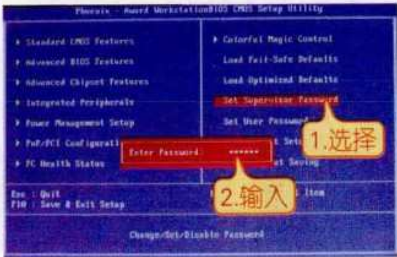 Phoenix - Award WorkstationBIOS CMOS Setup Utility
▶ Standard CMOS Features
▶ Advanced BIOS Features
▶ Advanced Chipset Features
▶ Integrated Peripherals
▶ Power Management Setup
▶ PnP/PCI Configurati
▶ PC Health Status
▶ Colorful Magic Control
Load Fail-Safe Defaults
Load Optimized Defaults
Set Supervisor Password
Set User Password
t Saving
Enter Password: ******
1.选择
2.输入
Esc : Quit
F10 : Save & Exit Setup
Item
Change/Set/Disable Password